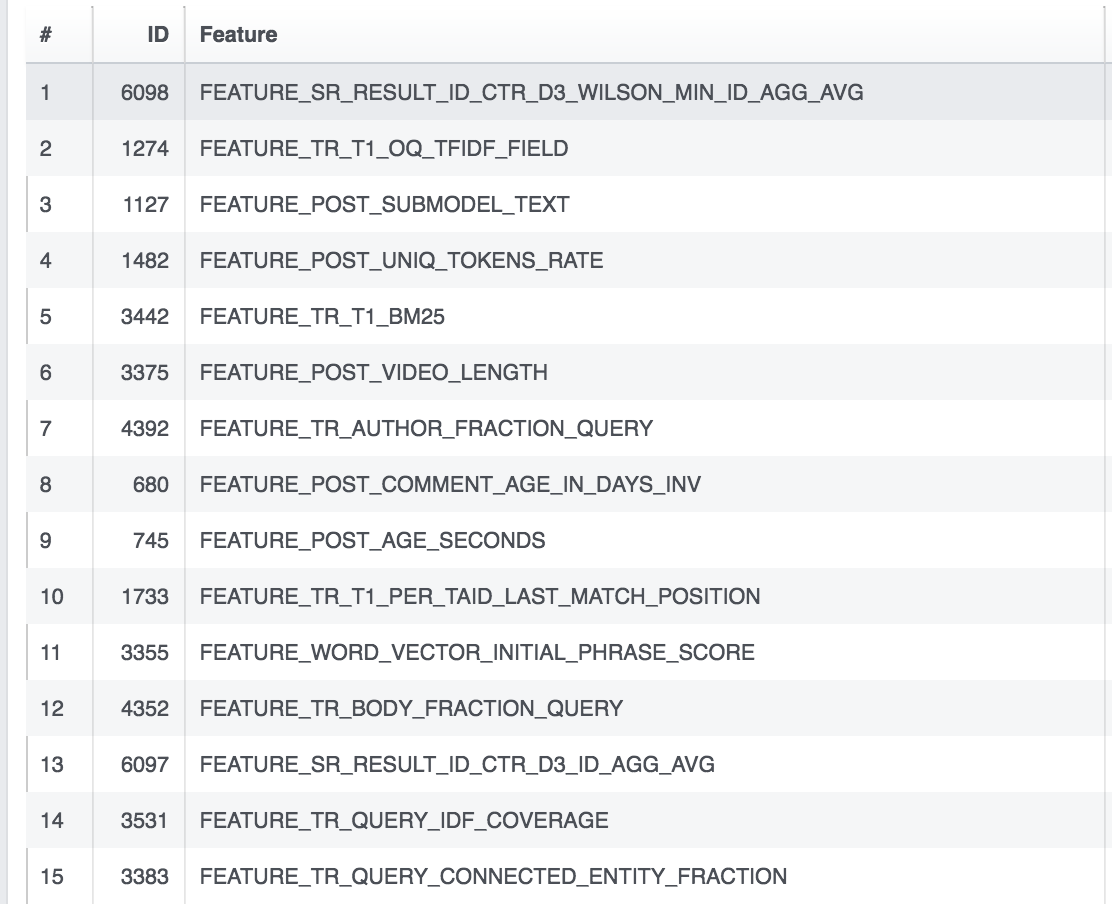 # ID Feature
1 6098 FEATURE_SR_RESULT_ID_CTR_D3_WILSON_MIN_ID_AGG_AVG
2 1274 FEATURE_TR_T1_OQ_TFIDF_FIELD
3 1127 FEATURE_POST_SUBMODEL_TEXT
4 1482 FEATURE_POST_UNIQ_TOKENS_RATE
5 3442 FEATURE_TR_T1_BM25
6 3375 FEATURE_POST_VIDEO_LENGTH
7 4392 FEATURE_TR_AUTHOR_FRACTION_QUERY
8 680 FEATURE_POST_COMMENT_AGE_IN_DAYS_INV
9 745 FEATURE_POST_AGE_SECONDS
10 1733 FEATURE_TR_T1_PER_TAID_LAST_MATCH_POSITION
11 3355 FEATURE_WORD_VECTOR_INITIAL_PHRASE_SCORE
12 4352 FEATURE_TR_BODY_FRACTION_QUERY
13 6097 FEATURE_SR_RESULT_ID_CTR_D3_ID_AGG_AVG
14 3531 FEATURE_TR_QUERY_IDF_COVERAGE
15 3383 FEATURE_TR_QUERY_CONNECTED_ENTITY_FRACTION